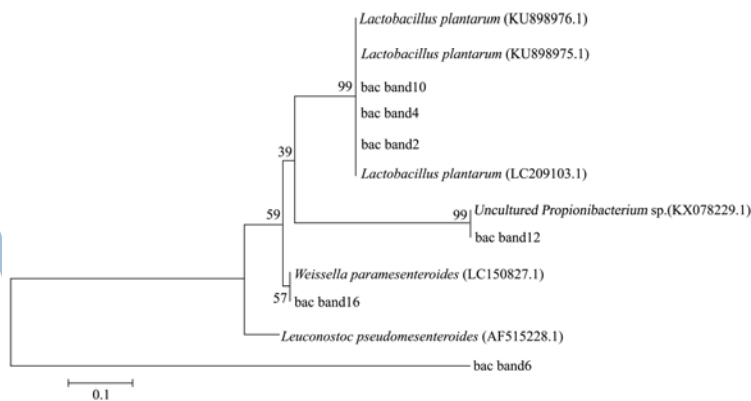 Lactobacillus plantarum (KU898976.1)
Lactobacillus plantarum (KU898975.1)
99
bac band10
bac band4
bac band2
39
Lactobacillus plantarum (LC209103.1)
59
99
Uncultured Propionibacterium sp.(KX078229.1)
bac band12
Weissella paramesenteroides (LC150827.1)
57
bac band16
Leuconostoc pseudomesenteroides (AF515228.1)
bac band6
0.1